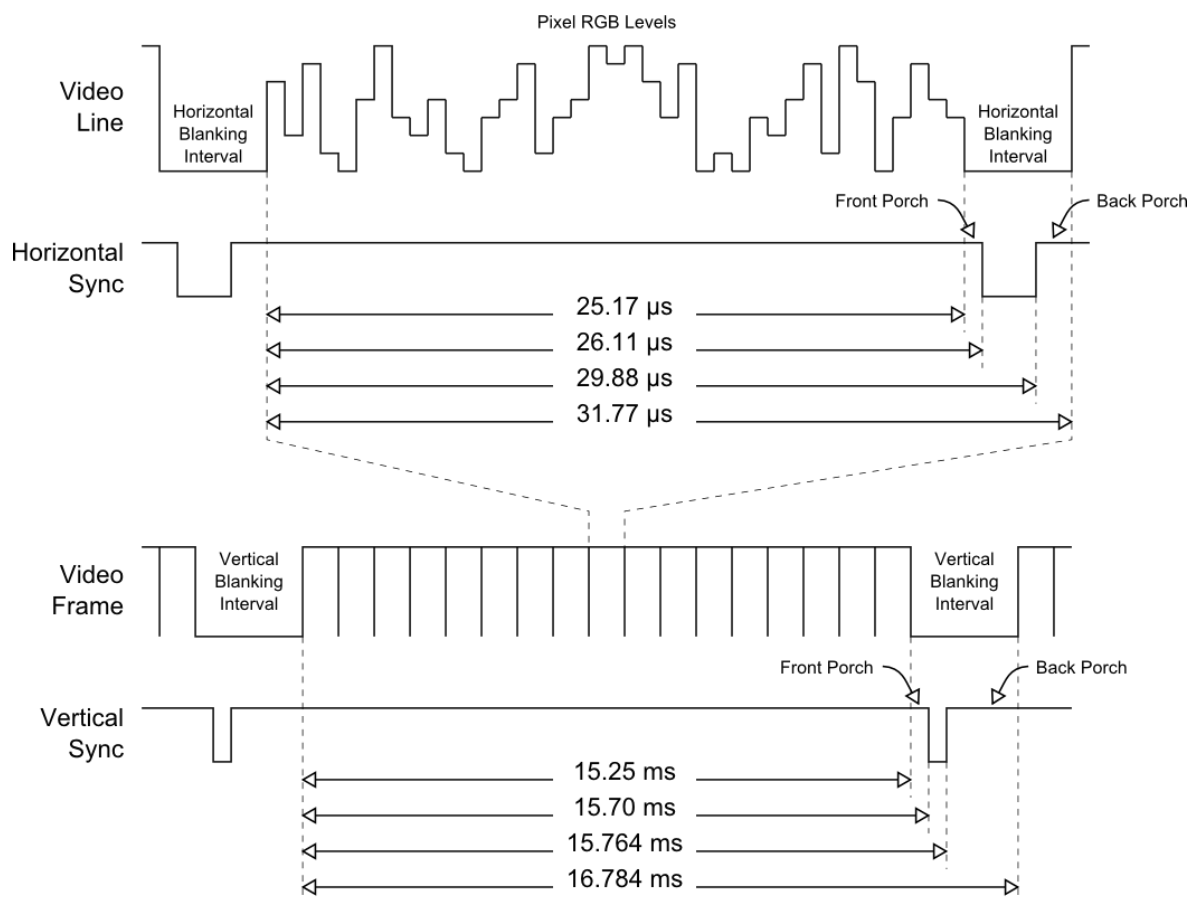 Pixel RGB Levels
Video
Line
Horizontal
Blanking
Interval
Horizontal
Blanking
Interval
Front Porch
Back Porch
Horizontal
Sync
25.17 µs
26.11 µs
29.88 µs
31.77 µs
Video
Frame
Vertical
Blanking
Interval
Vertical
Blanking
Interval
Front Porch
Back Porch
Vertical
Sync
15.25 ms
15.70 ms
15.764 ms
16.784 ms